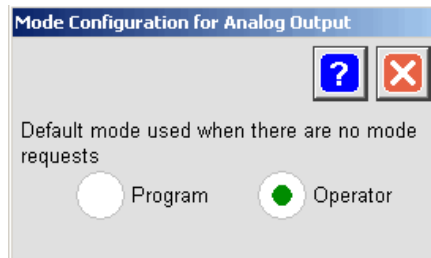 Mode Configuration for Analog Output
?
Default mode used when there are no mode
requests
Program Operator